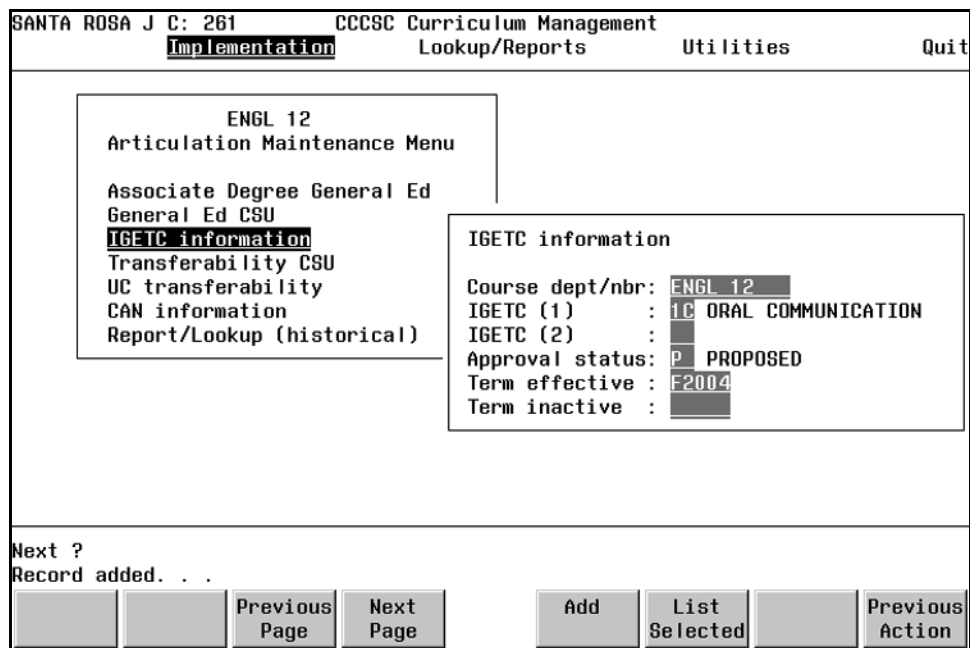 SANTA ROSA J C: 261 CCCSC Curriculum Management
Implementation Lookup/Reports Utilities Quit
ENGL 12
Articulation Maintenance Menu
Associate Degree General Ed
General Ed CSU
IGETC information
Transferability CSU
UC transferability
CAN information
Report/Lookup (historical)
IGETC information
Course dept/nbr: ENGL 12
IGETC (1) : 1C ORAL COMMUNICATION
IGETC (2) :
Approval status: P PROPOSED
Term effective : F2004
Term inactive :
Next ?
Record added. . .
Previous Page
Next Page
Add
List Selected
Previous Action